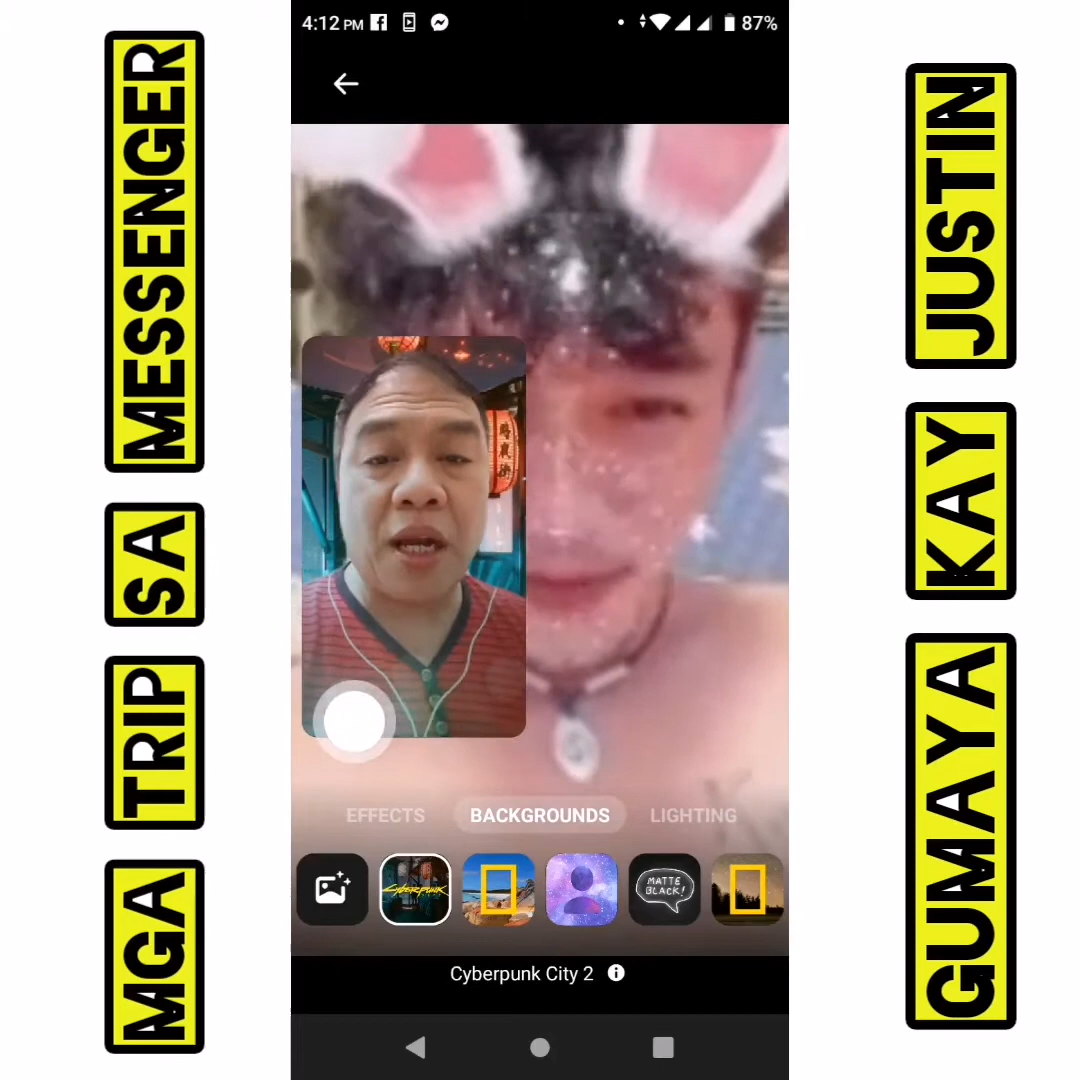 MGA TRIP SA MESSENGER
4:12 PM
87%
EFFECTS
BACKGROUNDS
LIGHTING
CYBERPUNK
MATTE
BLACK!
Cyberpunk City 2
GUMAYA KAY JUSTIN